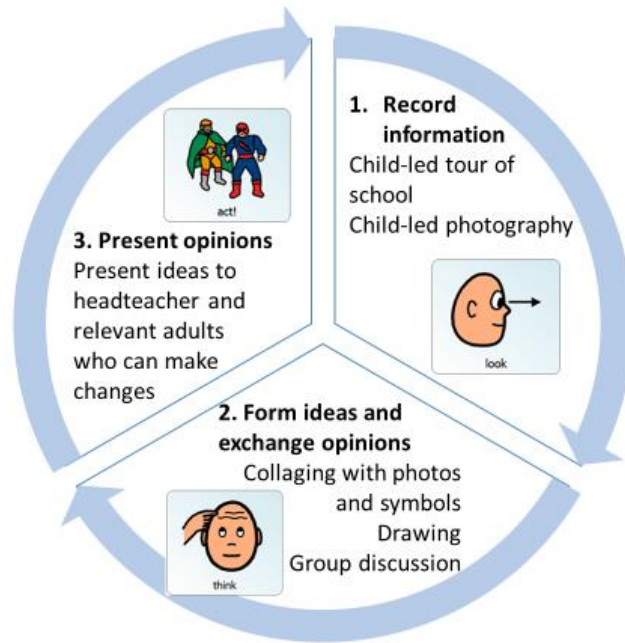 1. Record
information
Child-led tour of
school
Child-led photography
look
2. Form ideas and
exchange opinions
Collaging with photos
and symbols
Drawing
Group discussion
think
act!
3. Present opinions
Present ideas to
headteacher and
relevant adults
who can make
changes